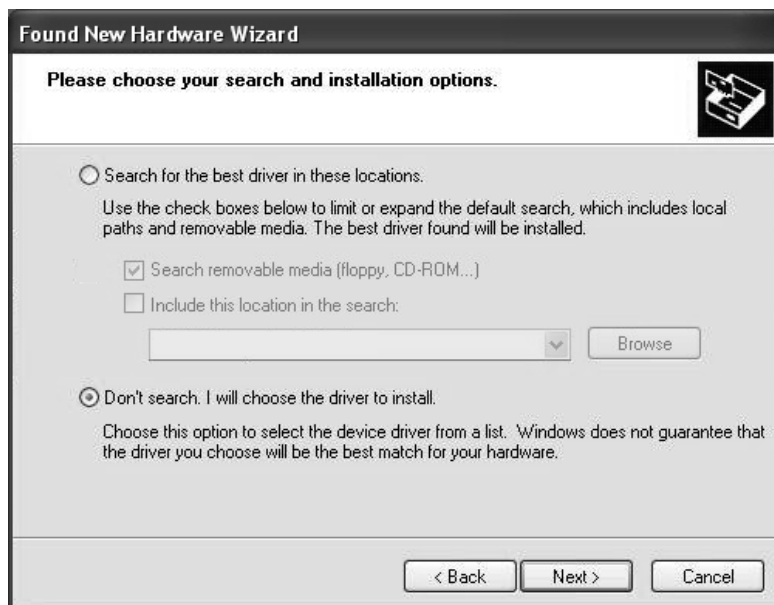 Found New Hardware Wizard
Please choose your search and installation options.
Search for the best driver in these locations.
Use the check boxes below to limit or expand the default search, which includes local
paths and removable media. The best driver found will be installed.
Search removable media (floppy, CD-ROM...)
Include this location in the search:
Browse
Don't search. I will choose the driver to install.
Choose this option to select the device driver from a list. Windows does not guarantee that
the driver you choose will be the best match for your hardware.
< Back Next > Cancel